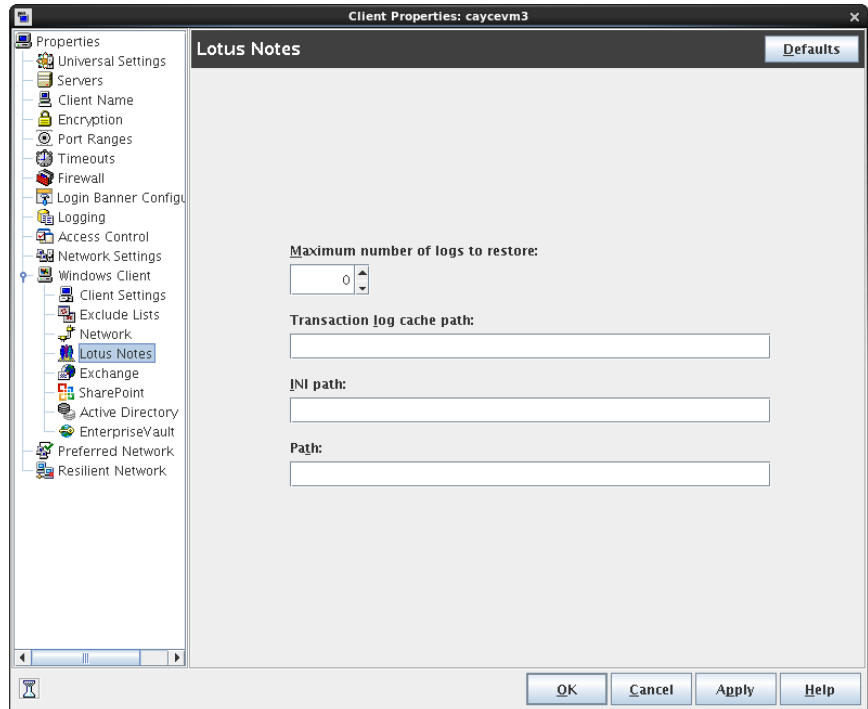 Client Properties: caycevm3
Properties
Universal Settings
Servers
Client Name
Encryption
Port Ranges
Timeouts
Firewall
Login Banner Configu
Logging
Access Control
Network Settings
Windows Client
Client Settings
Exclude Lists
Network
Lotus Notes
Exchange
SharePoint
Active Directory
EnterpriseVault
Preferred Network
Resilient Network
Lotus Notes
Defaults
Maximum number of logs to restore:
0
Transaction log cache path:
INI path:
Path:
OK
Cancel
Apply
Help